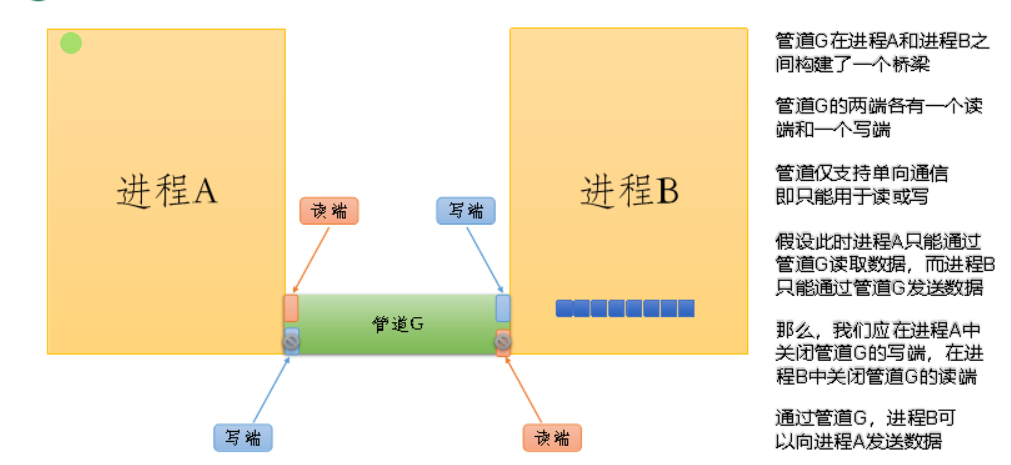 进程A
进程B
读端
写端
管道G
写端
读端
管道G在进程A和进程B之
间构建了一个桥梁
管道G的两端各有一个读
端和一个写端
管道仅支持单向通信
即只能用于读或写
假设此时进程A只能通过
管道G读取数据，而进程B
只能通过管道G发送数据
那么，我们应在进程A中
关闭管道G的写端，在进
程B中关闭管道G的读端
通过管道G，进程B可
以向进程A发送数据